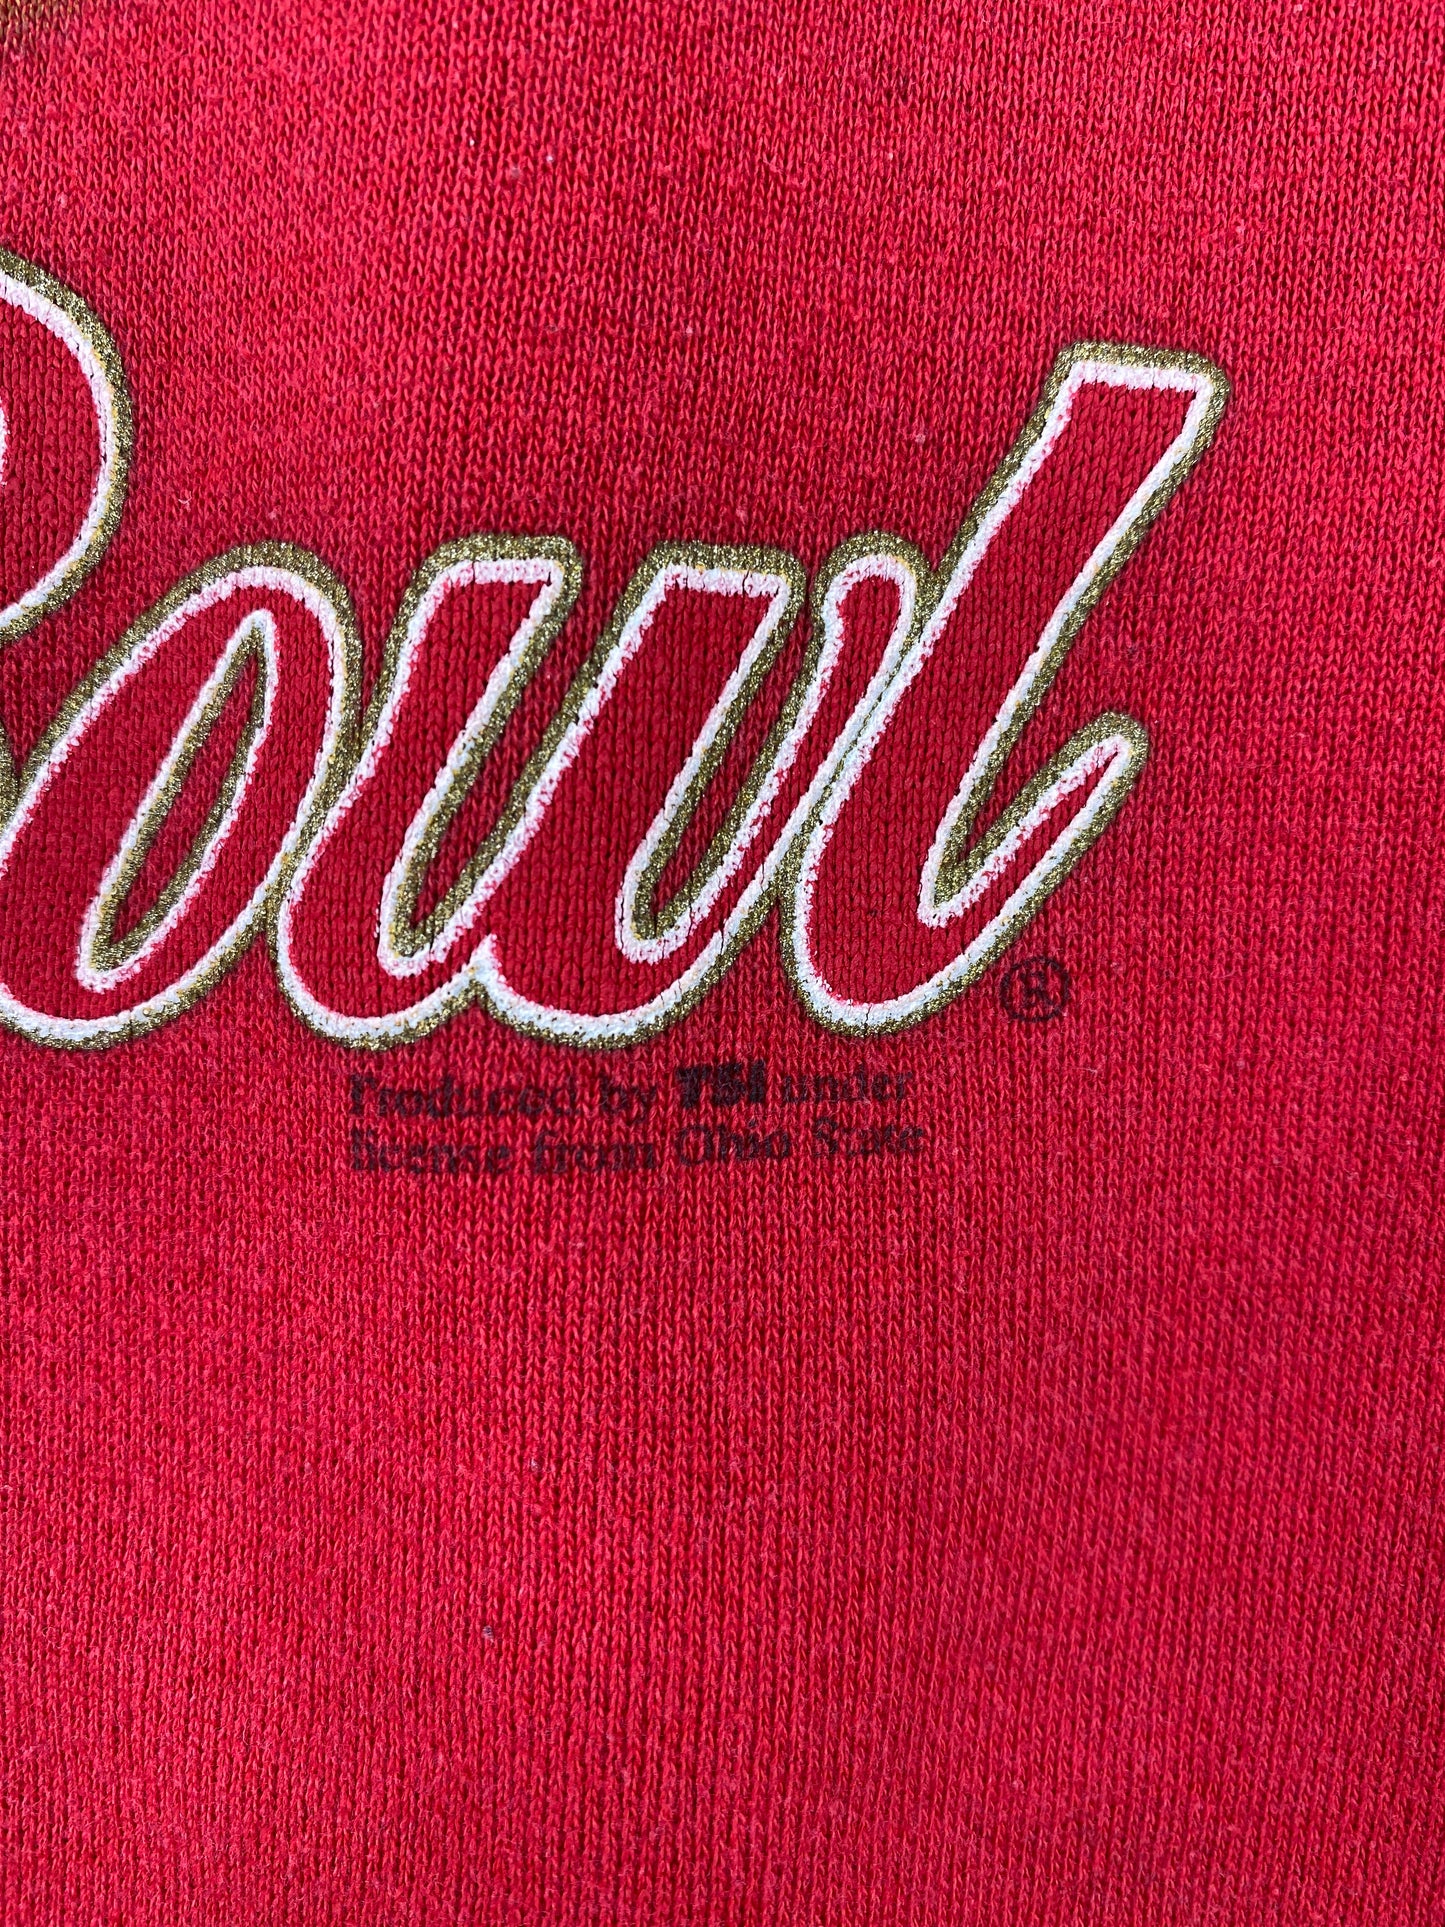 Bowl
®
Produced by TSI under
license from Ohio State